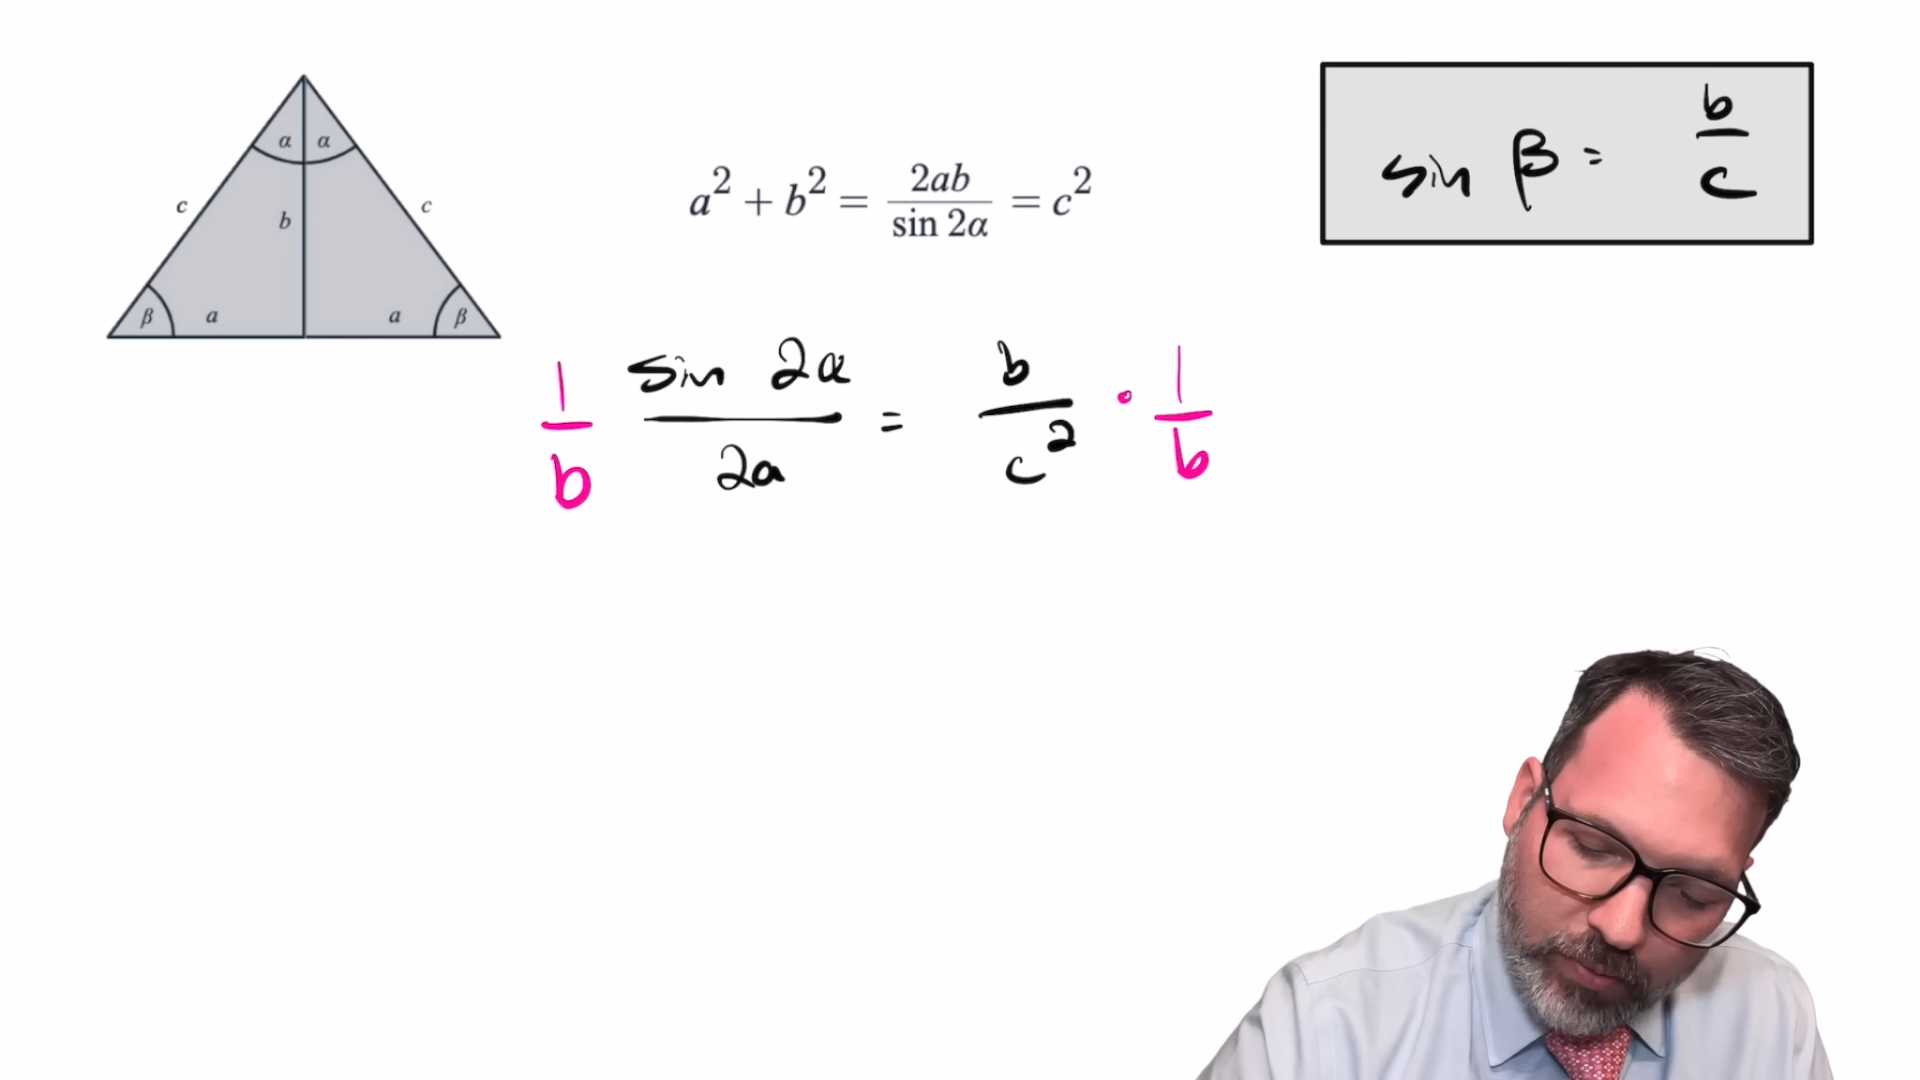 α α
c b c
β a a β
a² + b² = 2ab / sin 2α = c²
sin β = b / c
1 / b sin 2α / 2a = b / c² · 1 / b